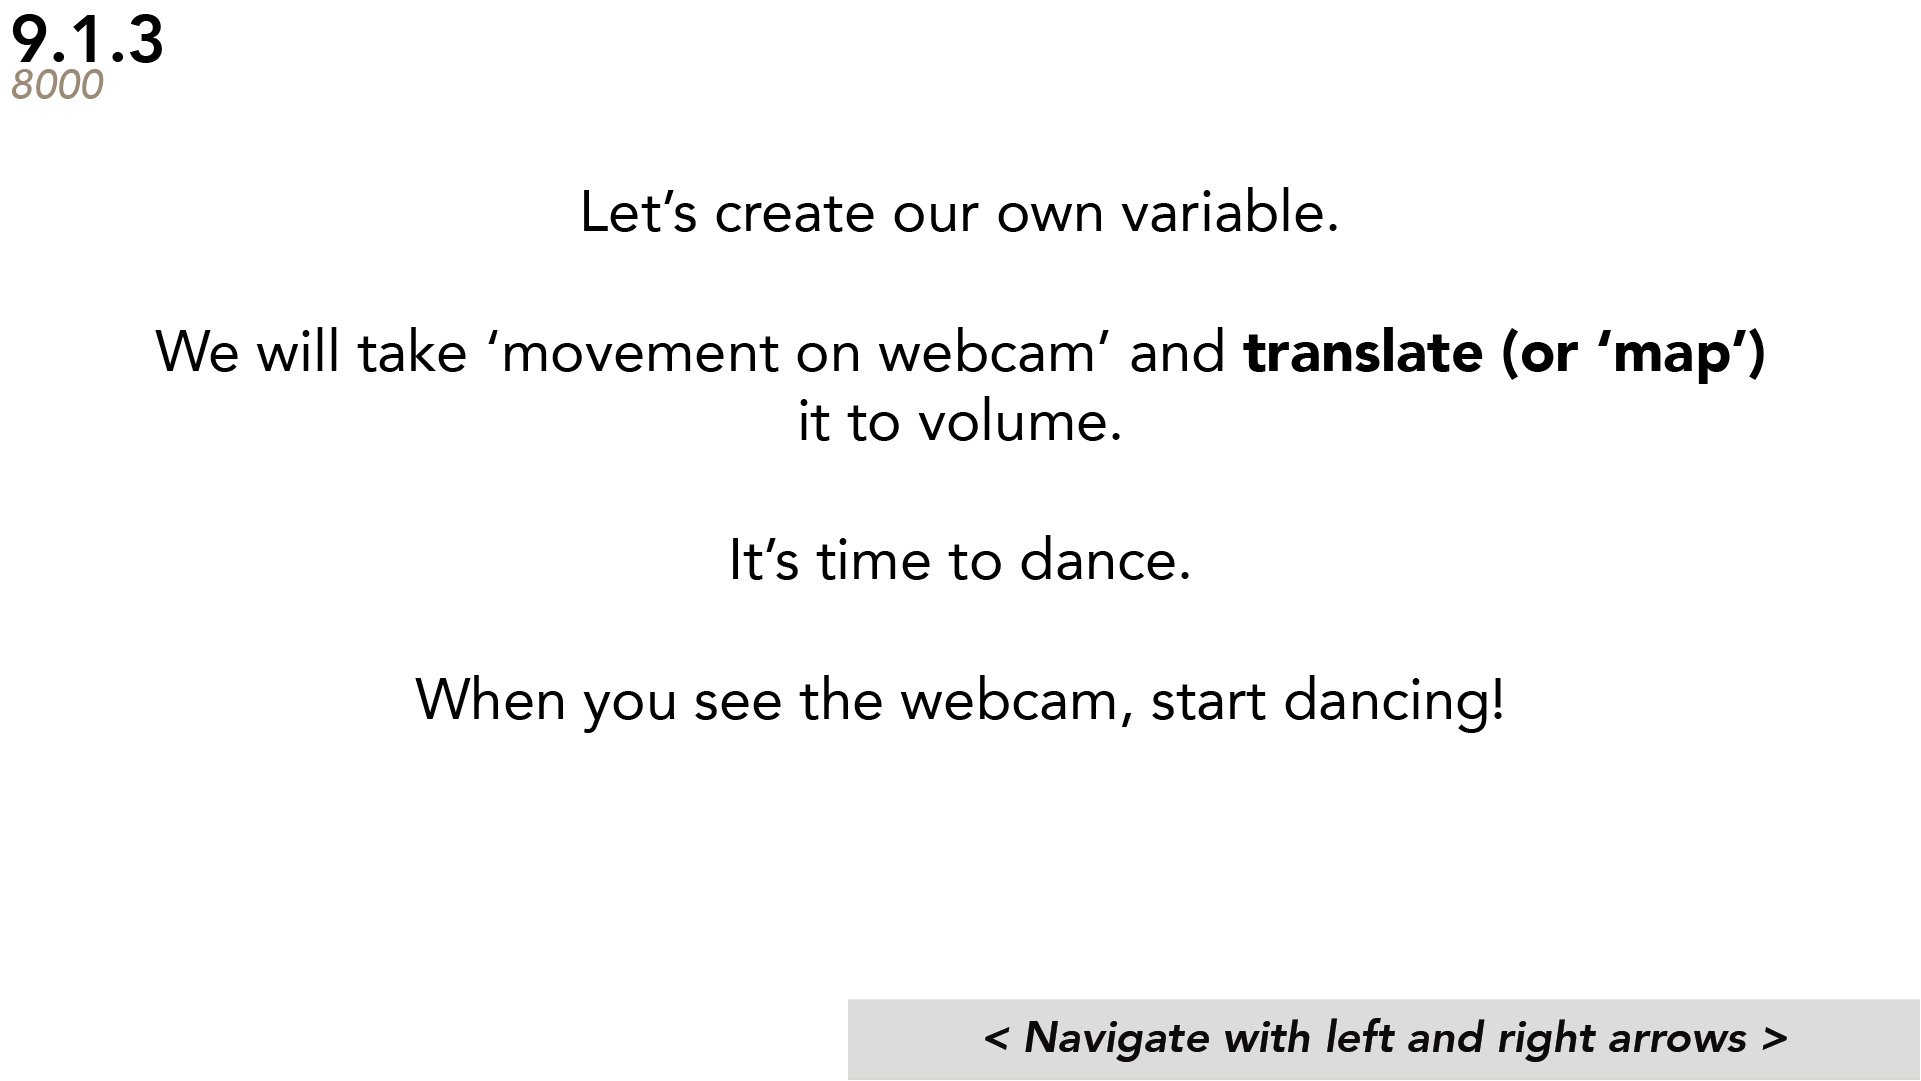 9.1.3
8000
Let’s create our own variable.
We will take ‘movement on webcam’ and translate (or ‘map’)
it to volume.
It’s time to dance.
When you see the webcam, start dancing!
< Navigate with left and right arrows >